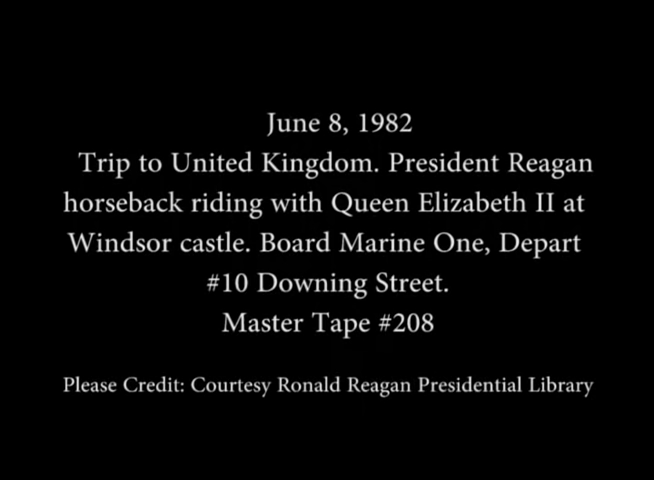 June 8, 1982
Trip to United Kingdom. President Reagan
horseback riding with Queen Elizabeth II at
Windsor castle. Board Marine One, Depart
#10 Downing Street.
Master Tape #208
Please Credit: Courtesy Ronald Reagan Presidential Library